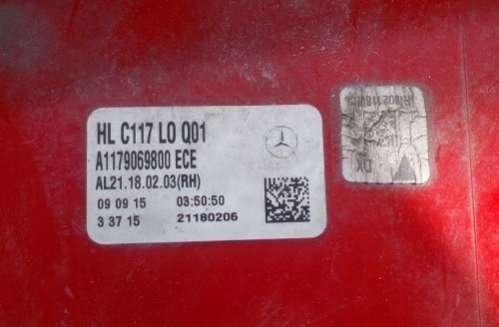 HL C117 LO Q01
A1179069800 ECE
AL21.18.02.03(RH)
09 09 15 03:50:50
3 37 15 21180206
DX